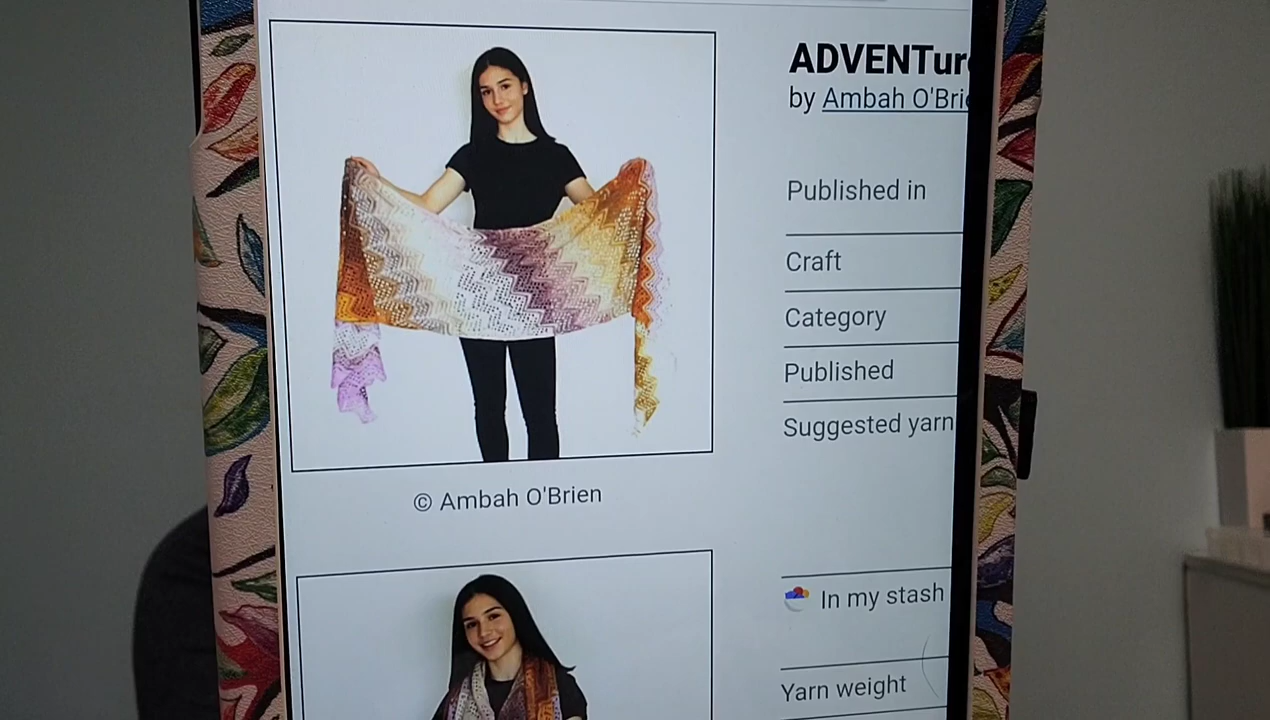 ADVENTur
by Ambah O'Bri
Published in
Craft
Category
Published
Suggested yarn
© Ambah O'Brien
In my stash
Yarn weight